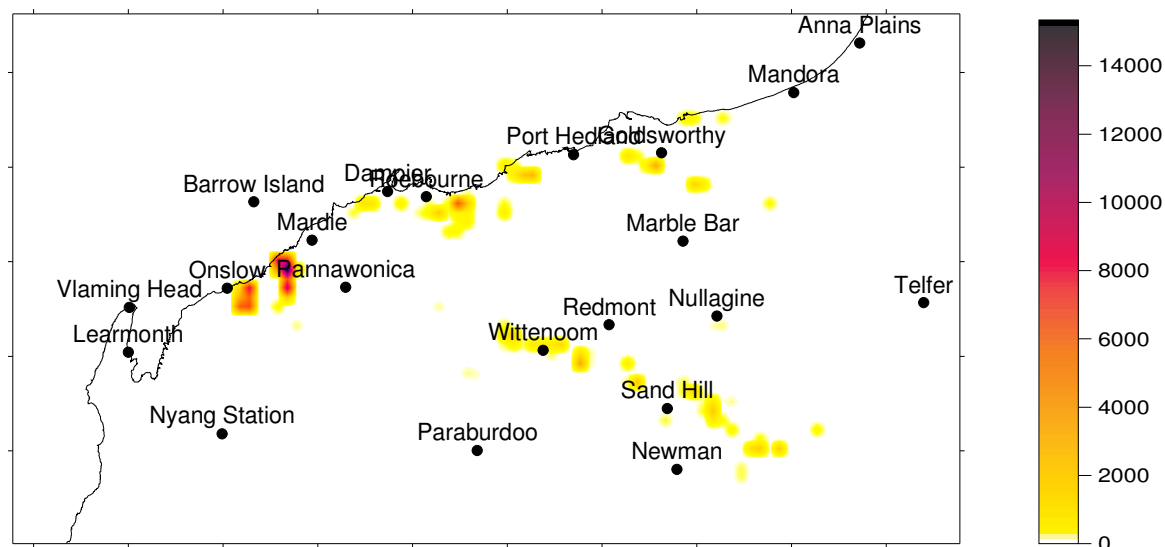 Anna Plains
Mandora
Port Hedland
Goldsworthy
Dampier
Roebourne
Barrow Island
Mardie
Marble Bar
Onslow
Pannawonica
Vlaming Head
Telfer
Nullagine
Redmont
Learmonth
Wittenoom
Sand Hill
Nyang Station
Paraburdoo
Newman
14000
12000
10000
8000
6000
4000
2000
0